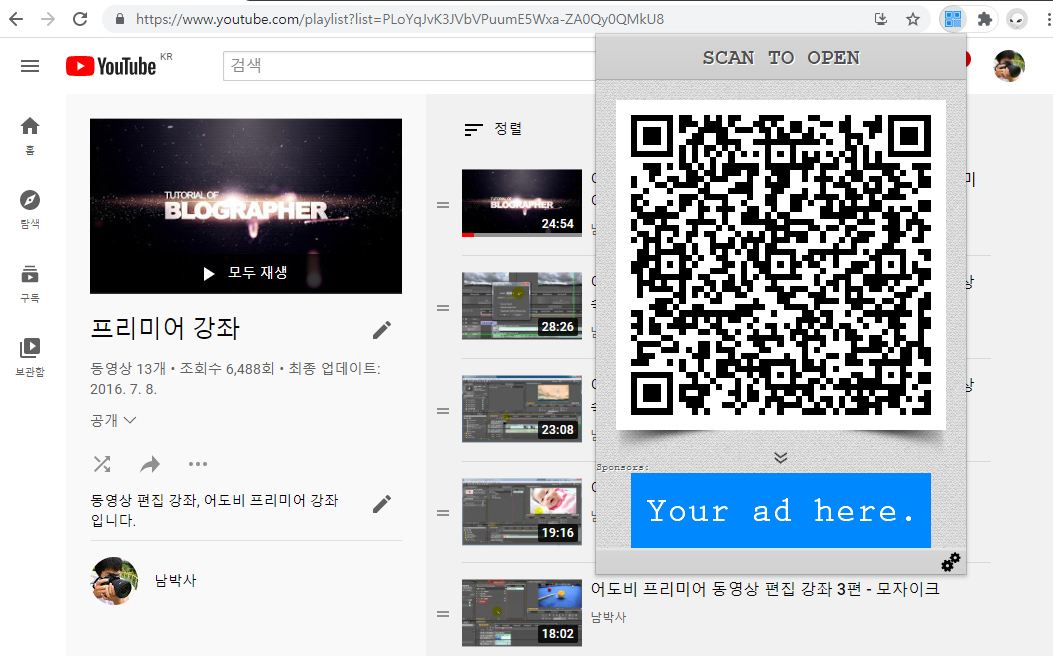 https://www.youtube.com/playlist?list=PLoYqJvK3JVbVPuumE5Wxa-ZA0Qy0QMkU8
YouTube KR
검색
홈
탐색
구독
보관함
TUTORIAL OF
BLOGRAPHER
모두 재생
프리미어 강좌
동영상 13개 • 조회수 6,488회 • 최종 업데이트:
2016. 7. 8.
공개
동영상 편집 강좌, 어도비 프리미어 강좌
입니다.
남박사
정렬
TUTORIAL OF
BLOGRAPHER
24:54
28:26
23:08
19:16
18:02
어도비 프리미어 동영상 편집 강좌 3편 - 모자이크
남박사
SCAN TO OPEN
Sponsors:
Your ad here.